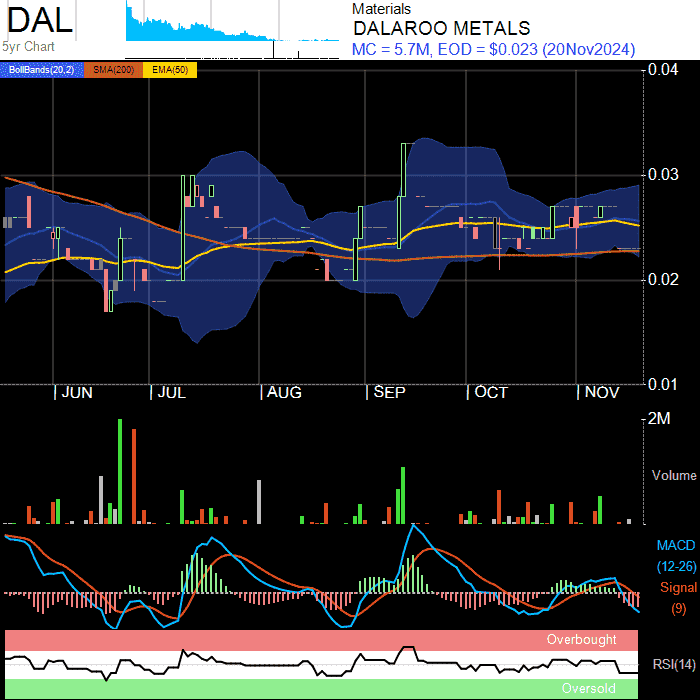 DAL
5yr Chart
Materials
DALAROO METALS
MC = 5.7M, EOD = $0.023 (20Nov2024)
BollBands(20,2) SMA(200) EMA(50)
0.04
0.03
0.02
0.01
| JUN | JUL | AUG | SEP | OCT | NOV
2M
Volume
MACD
(12-26)
Signal
(9)
Overbought
RSI(14)
Oversold